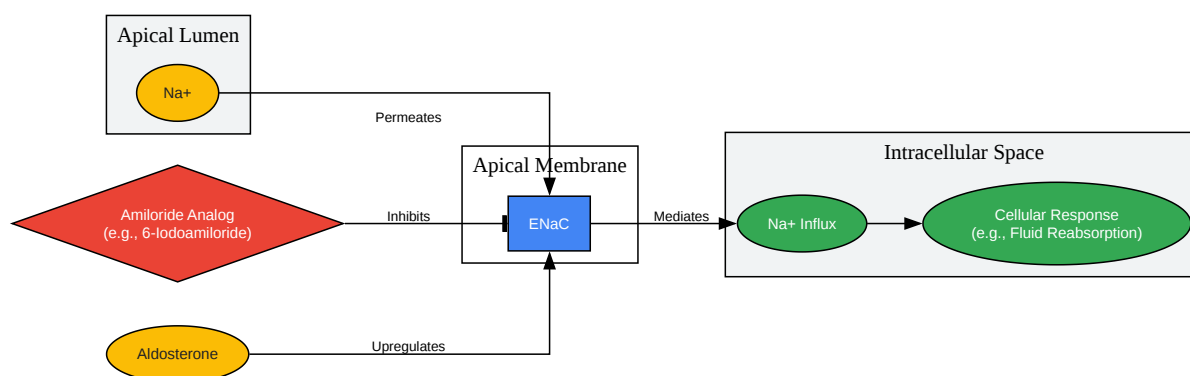 Apical Lumen
Na+
Permeates
Apical Membrane
Intracellular Space
Amiloride Analog
(e.g., 6-Iodoamiloride)
Inhibits
ENaC
Mediates
Na+ Influx
Cellular Response
(e.g., Fluid Reabsorption)
Aldosterone
Upregulates